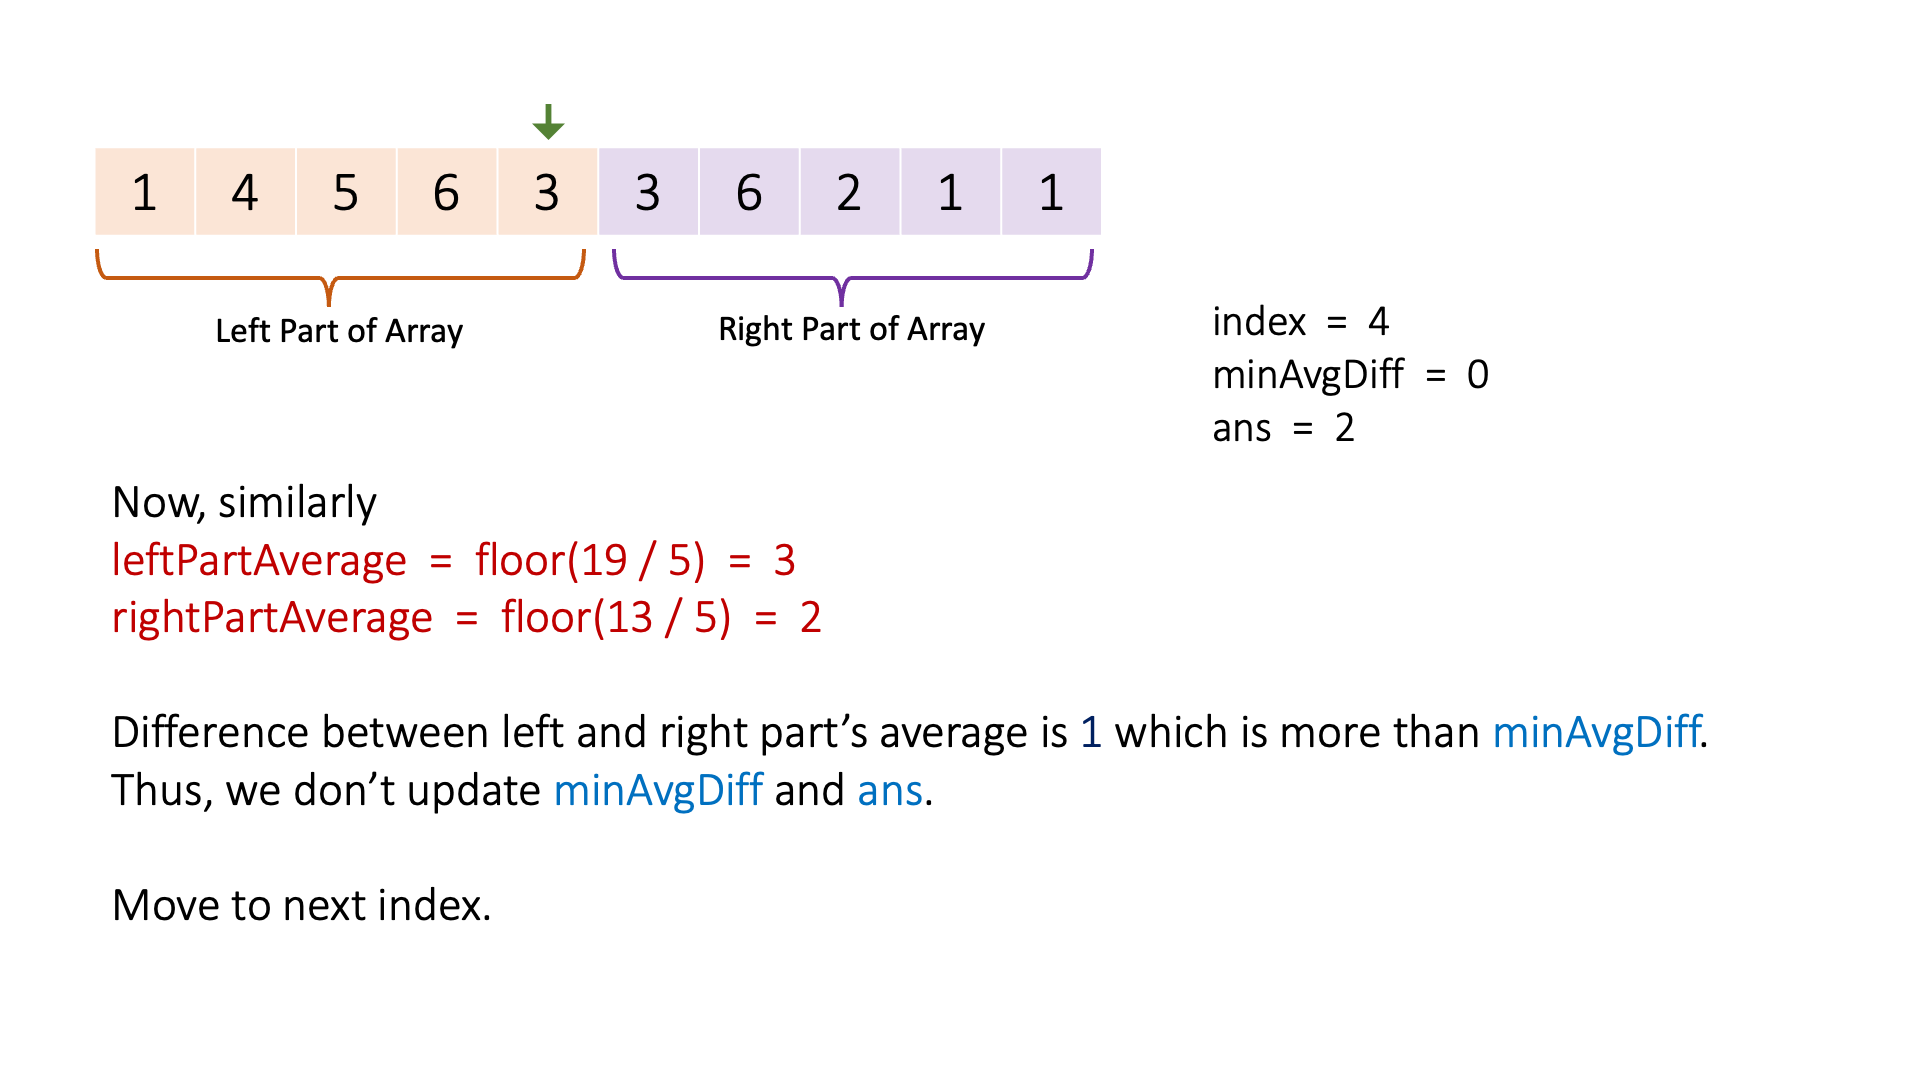 1 4 5 6 3 3 6 2 1 1
Left Part of Array
Right Part of Array
index = 4
minAvgDiff = 0
ans = 2
Now, similarly
leftPartAverage = floor(19 / 5) = 3
rightPartAverage = floor(13 / 5) = 2
Difference between left and right part’s average is 1 which is more than minAvgDiff.
Thus, we don’t update minAvgDiff and ans.
Move to next index.